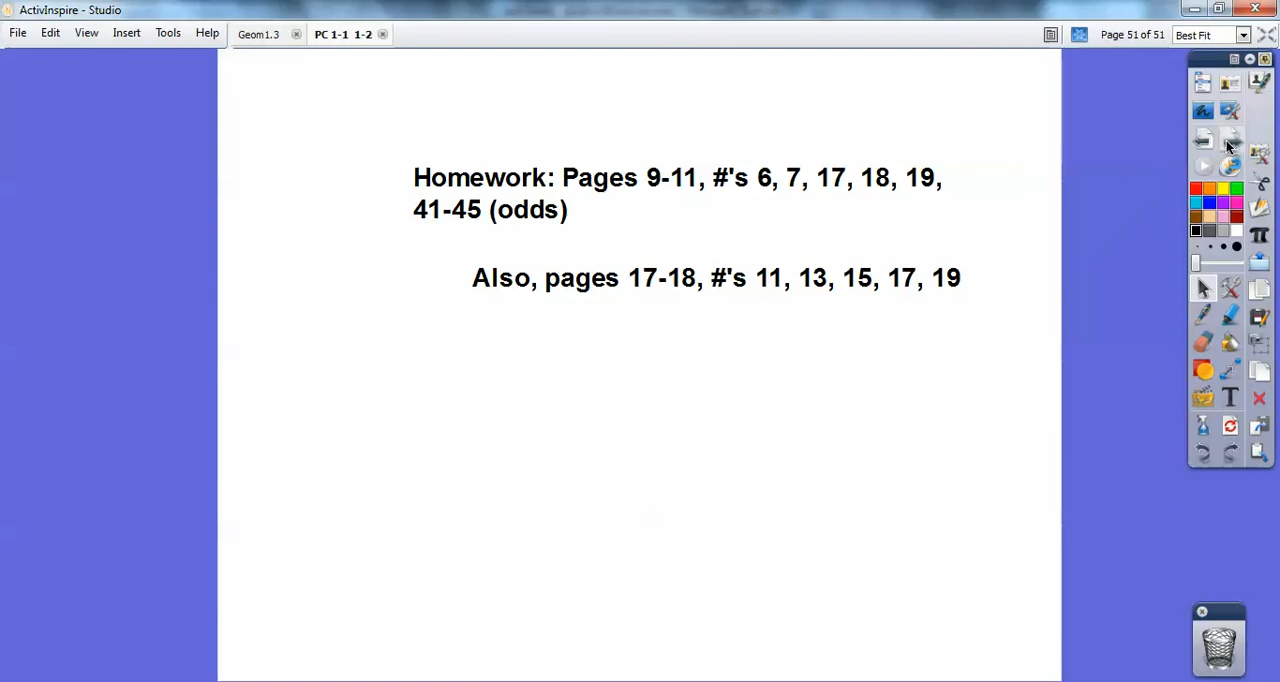 ActivInspire - Studio
File Edit View Insert Tools Help
Geom1.3 PC 1-1 1-2 Page 51 of 51 Best Fit
Homework: Pages 9-11, #'s 6, 7, 17, 18, 19,
41-45 (odds)
Also, pages 17-18, #'s 11, 13, 15, 17, 19